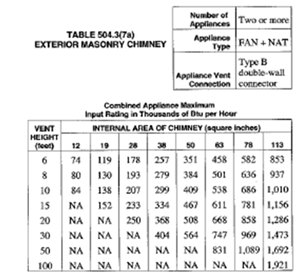 TABLE 504.3(7a)
EXTERIOR MASONRY CHIMNEY
Number of Appliances Two or more
Appliance Type FAN + NAT
Appliance Vent Connection Type B double-wall connector
Combined Appliance Maximum
Input Rating in Thousands of Btu per Hour
VENT HEIGHT (feet) INTERNAL AREA OF CHIMNEY (square inches)
12 19 28 38 50 63 78 113
6 74 119 178 257 351 458 582 853
8 80 130 193 279 384 501 636 937
10 84 138 207 299 409 538 686 1,010
15 NA 152 233 334 467 611 781 1,156
20 NA NA 250 368 508 668 858 1,286
30 NA NA NA 404 564 747 969 1,473
50 NA NA NA NA NA 831 1,089 1,692
100 NA NA NA NA NA NA NA 1,921